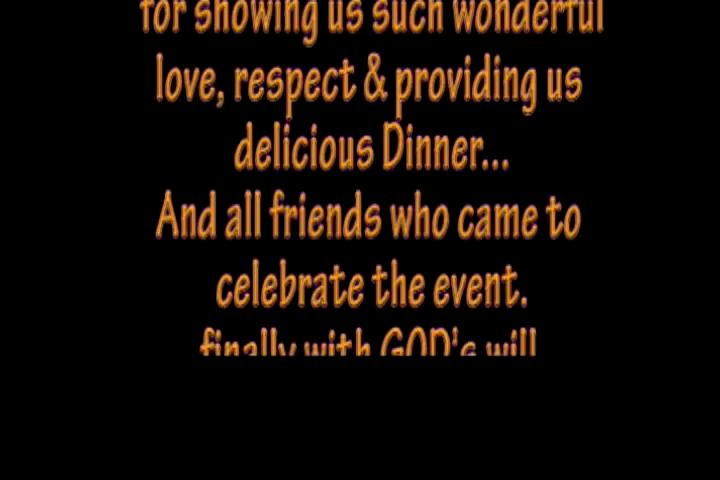 for showing us such wonderful
love, respect & providing us
delicious Dinner...
And all friends who came to
celebrate the event.
finally with GOD's will